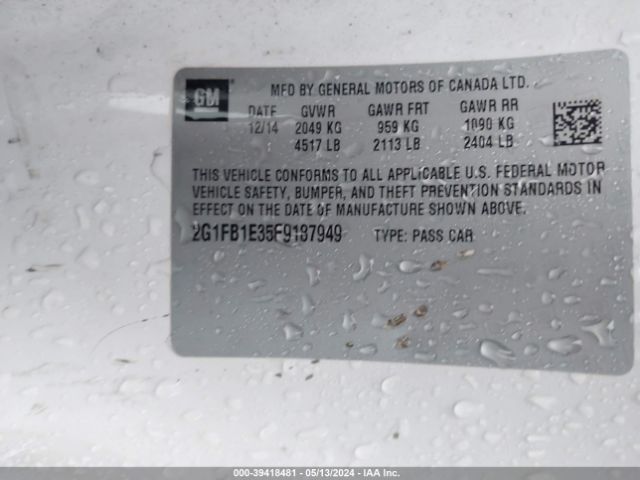 GM
MFD BY GENERAL MOTORS OF CANADA LTD.
DATE GVWR GAWR FRT GAWR RR
12/14 2049 KG 959 KG 1090 KG
4517 LB 2113 LB 2404 LB
THIS VEHICLE CONFORMS TO ALL APPLICABLE U.S. FEDERAL MOTOR
VEHICLE SAFETY, BUMPER, AND THEFT PREVENTION STANDARDS IN
EFFECT ON THE DATE OF MANUFACTURE SHOWN ABOVE.
2G1FB1E35F9187949 TYPE: PASS CAR
000-39418481 - 05/13/2024 - IAA Inc.